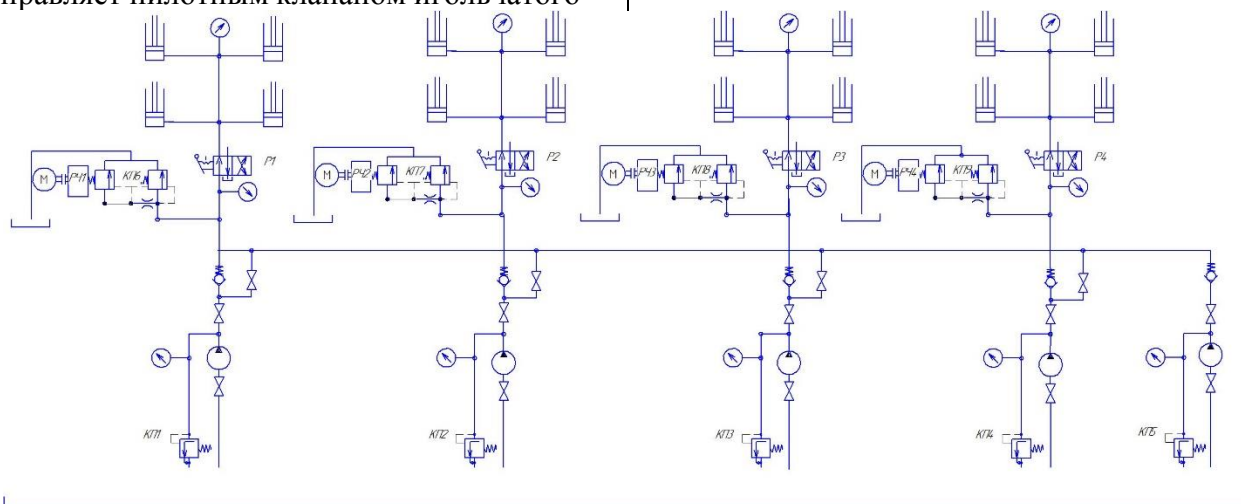 правляет пилотным клапаном игольчатого
Р1
Р2
Р3
Р4
М
РЧ1
КП6
М
РЧ2
КП7
М
РЧ3
КП8
М
РЧ4
КП9
КП1
КП2
КП3
КП4
КП5